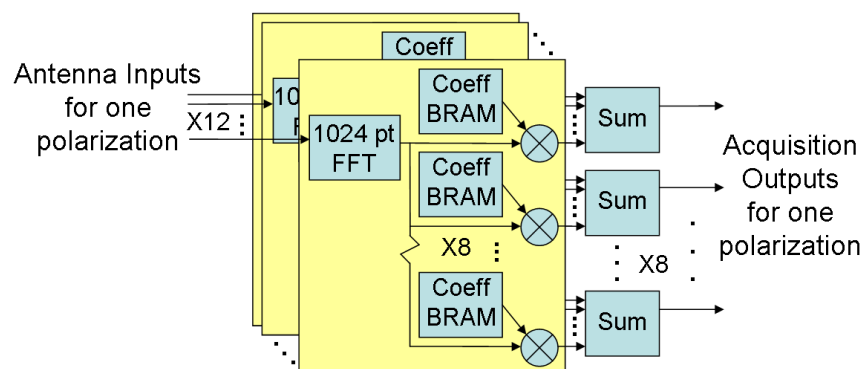 Antenna Inputs
for one
polarization
X12
Coeff
10
F
1024 pt
FFT
Coeff
BRAM
Coeff
BRAM
X8
Coeff
BRAM
Sum
Sum
X8
Sum
Acquisition
Outputs
for one
polarization